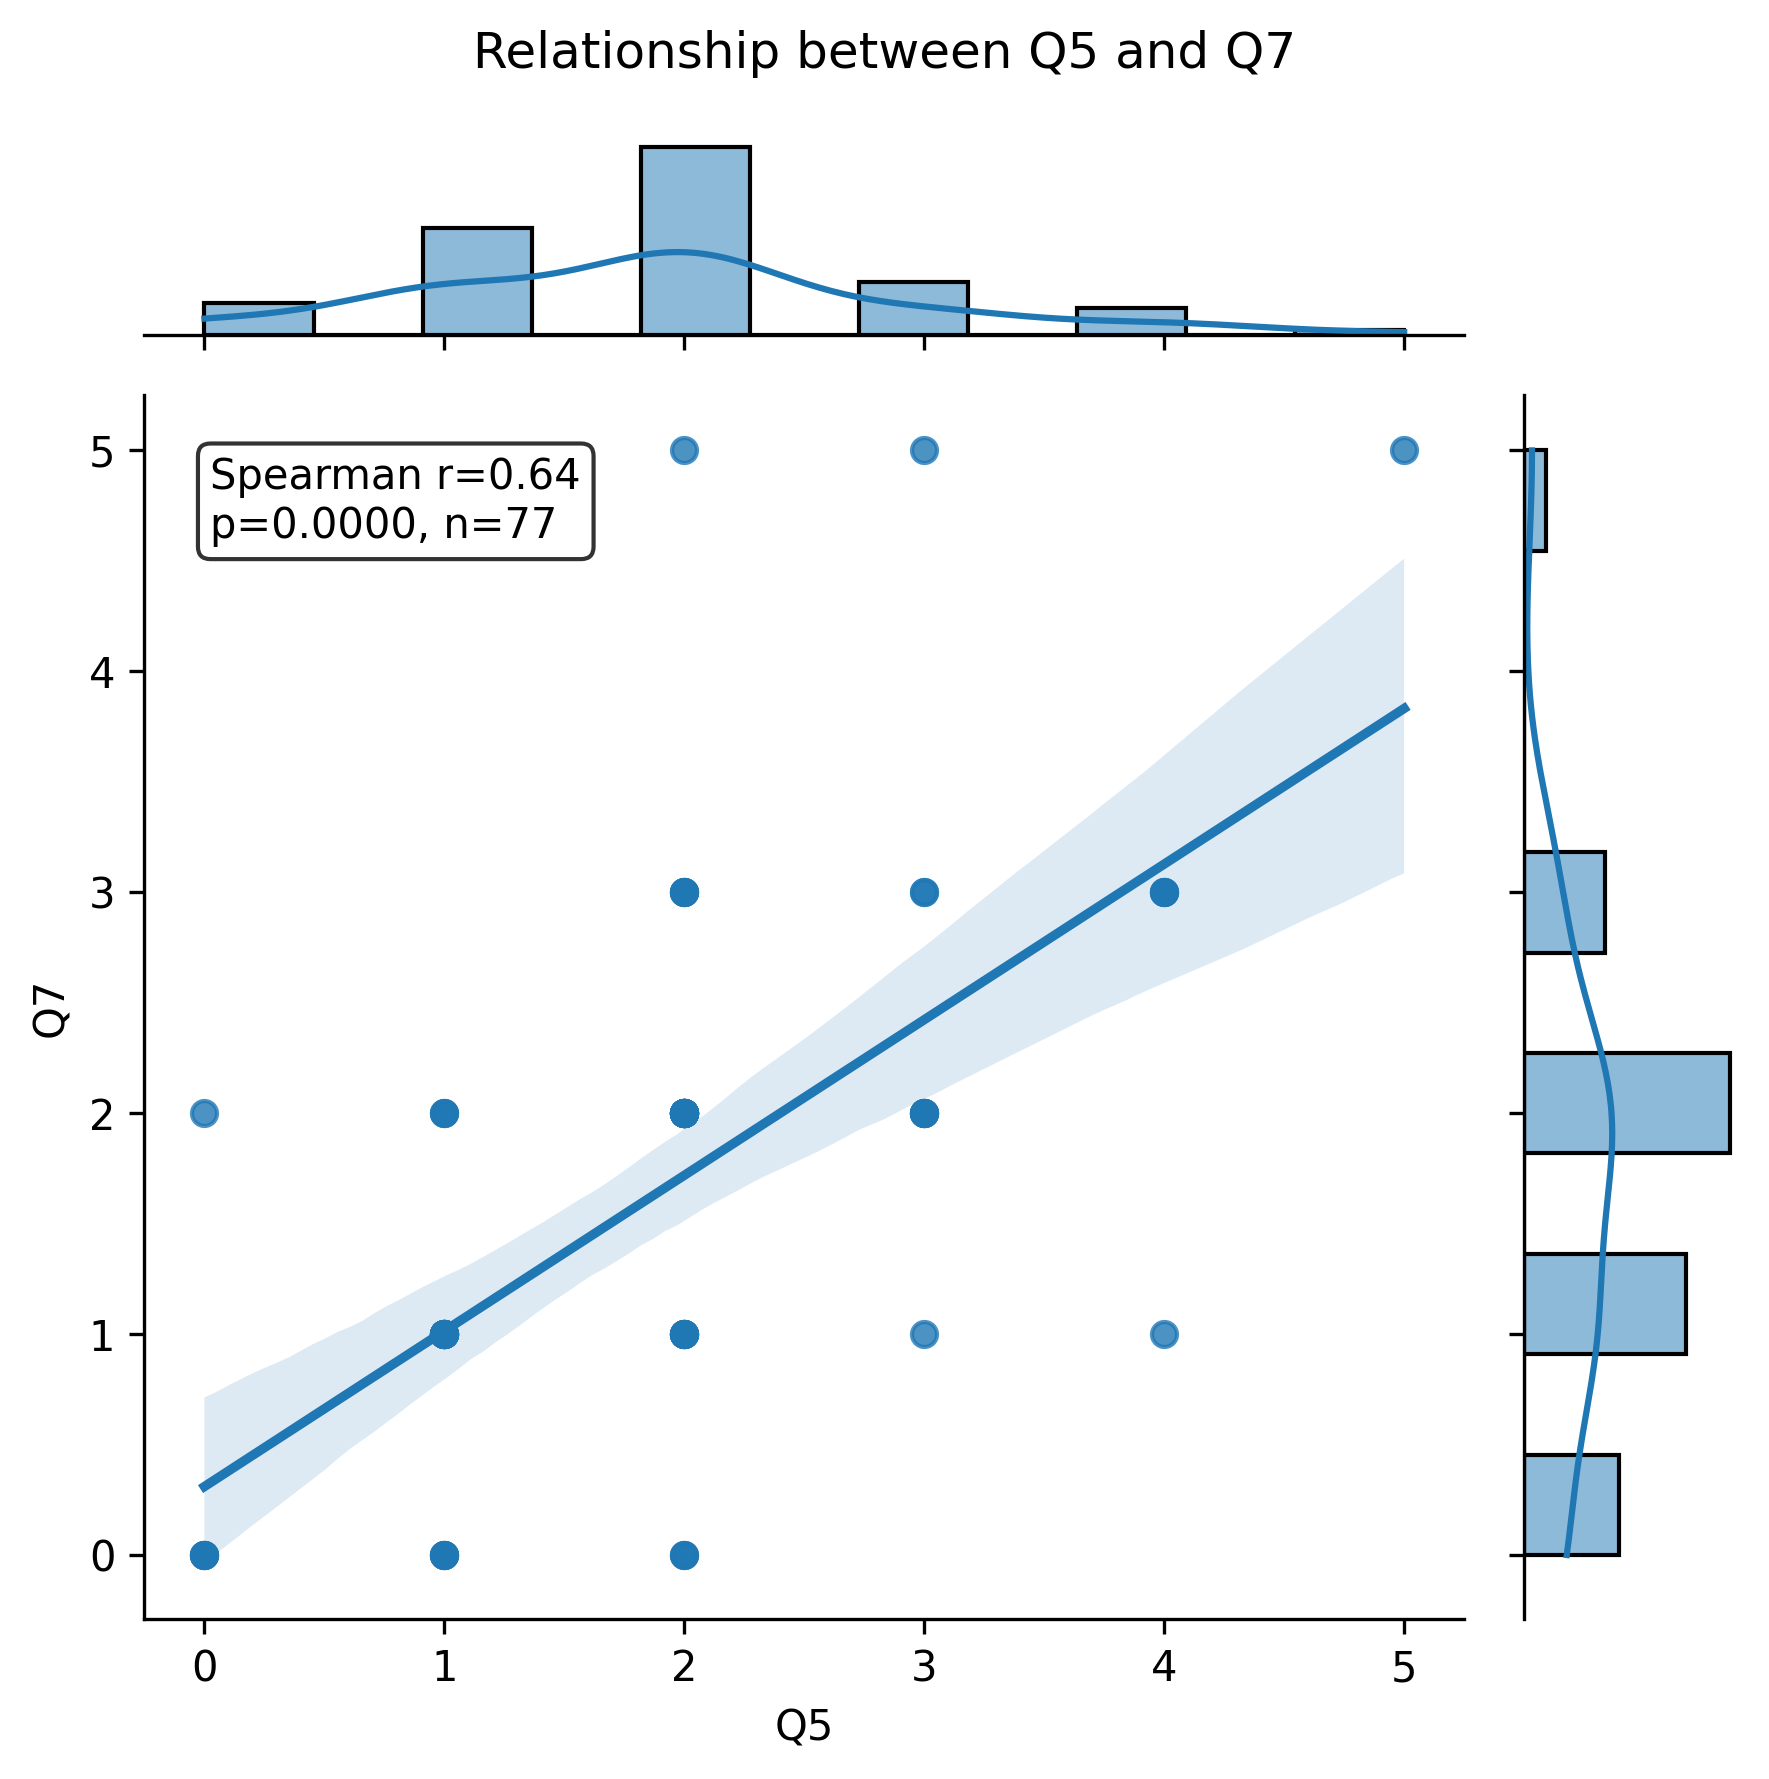 Relationship between Q5 and Q7
5
Spearman r=0.64
p=0.0000, n=77
4
3
Q7
2
1
0
0 1 2 3 4 5
Q5